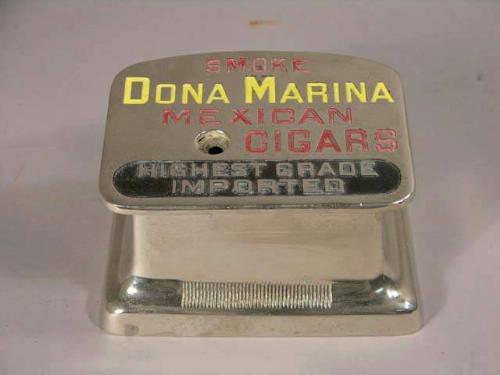 SMOKE
DONA MARINA
MEXICAN
CIGARS
HIGHEST GRADE
IMPORTED